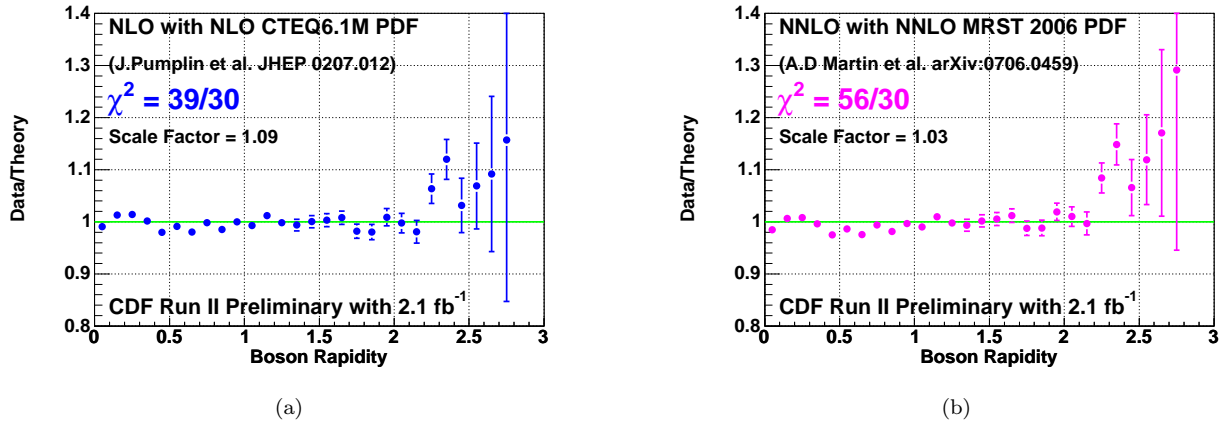 NLO with NLO CTEQ6.1M PDF
(J.Pumplin et al. JHEP 0207.012)
χ² = 39/30
Scale Factor = 1.09
CDF Run II Preliminary with 2.1 fb⁻¹
Data/Theory
1.4
1.3
1.2
1.1
1
0.9
0.8
0 0.5 1 1.5 2 2.5 3
Boson Rapidity
(a)
NNLO with NNLO MRST 2006 PDF
(A.D Martin et al. arXiv:0706.0459)
χ² = 56/30
Scale Factor = 1.03
CDF Run II Preliminary with 2.1 fb⁻¹
Data/Theory
1.4
1.3
1.2
1.1
1
0.9
0.8
0 0.5 1 1.5 2 2.5 3
Boson Rapidity
(b)